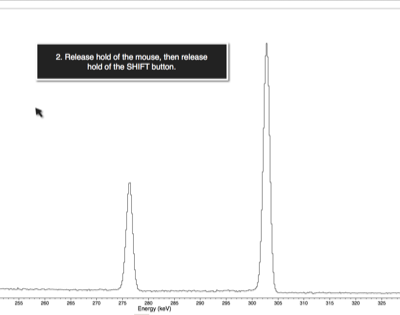 2. Release hold of the mouse, then release
hold of the SHIFT button.
255 260 265 270 275 280 285 290 295 300 305 310 315 320 325
Energy (keV)